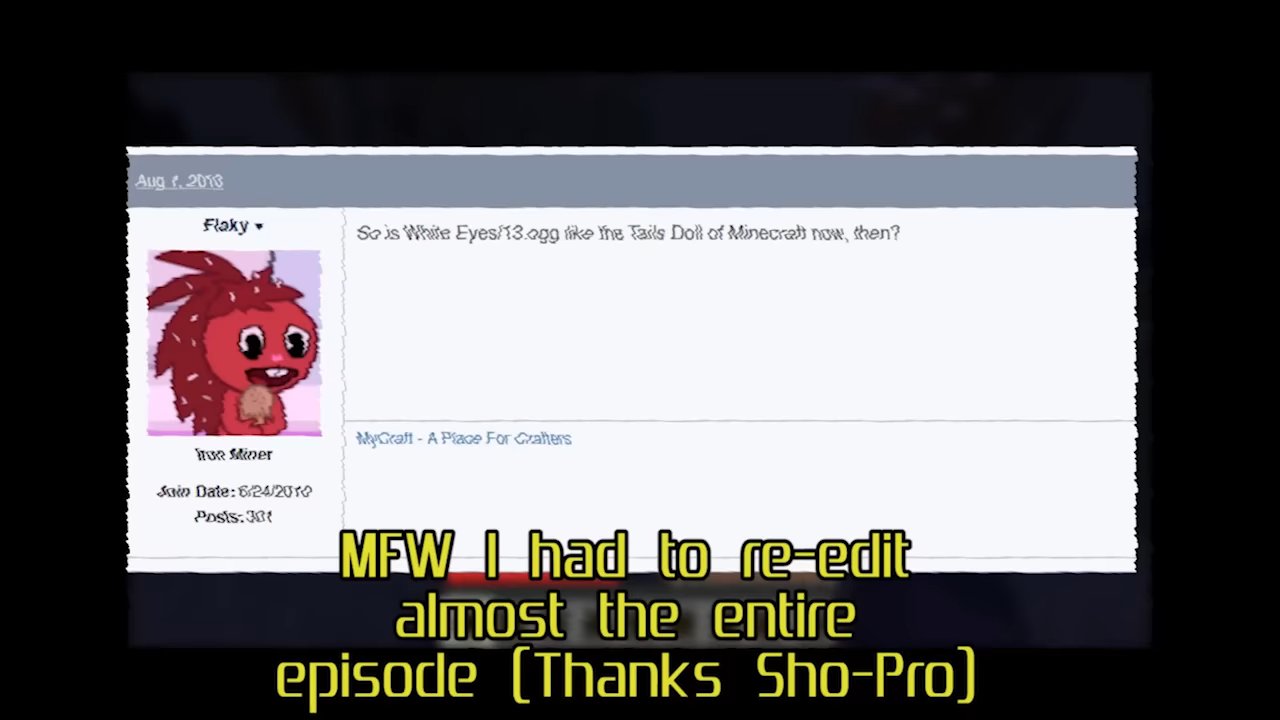 Aug 1, 2013
Flaky ▾
So is White Eyes/13.ogg like the Tails Doll of Minecraft now, then?
Iron Miner
Join Date: 6/24/2010
Posts: 301
MyCraft - A Place For Crafters
MFW I had to re-edit
almost the entire
episode (Thanks Sho-Pro)